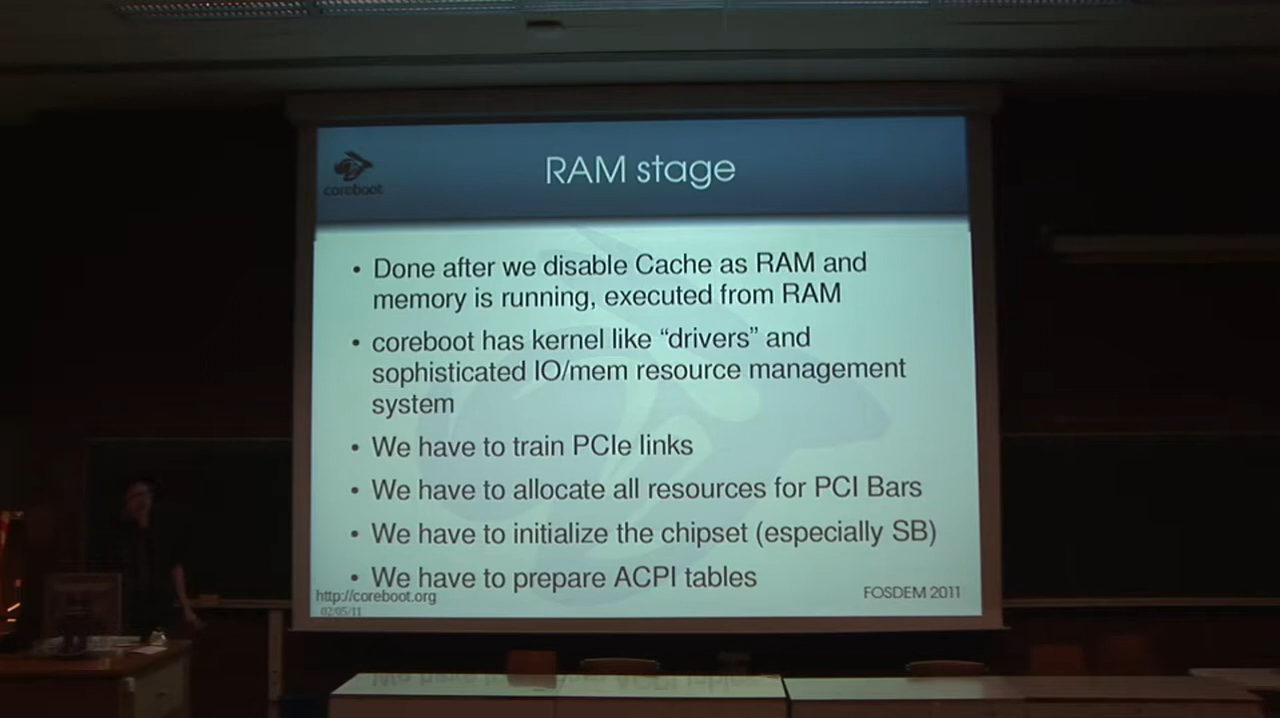 RAM stage
coreboot
• Done after we disable Cache as RAM and
memory is running, executed from RAM
• coreboot has kernel like “drivers” and
sophisticated IO/mem resource management
system
• We have to train PCIe links
• We have to allocate all resources for PCI Bars
• We have to initialize the chipset (especially SB)
• We have to prepare ACPI tables
http://coreboot.org
FOSDEM 2011
02/05/11